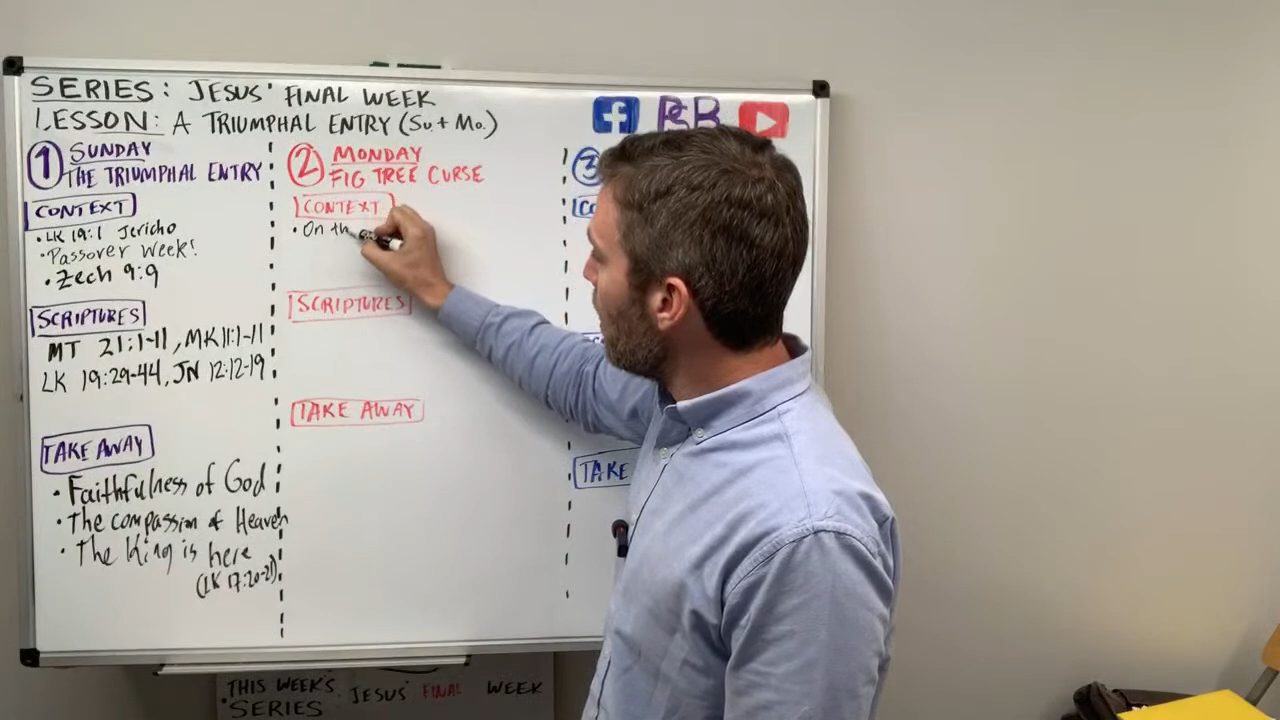 SERIES: JESUS' FINAL WEEK
LESSON: A TRIUMPHAL ENTRY (SU. + MO.)
f PSB
1 SUNDAY
THE TRIUMPHAL ENTRY
CONTEXT
• LK 19:1 Jericho
• Passover Week!
• Zech 9:9
SCRIPTURES
MT 21:1-11, MK 11:1-11
LK 19:29-44, JN 12:12-19
TAKE AWAY
• Faithfulness of God
• The compassion of Heaven
• The King is here
(LK 17:20-21)
2 MONDAY
FIG TREE CURSE
CONTEXT
• On th
SCRIPTURES
TAKE AWAY
3
CO
TAKE
THIS WEEK'S JESUS' FINAL WEEK
• SERIES